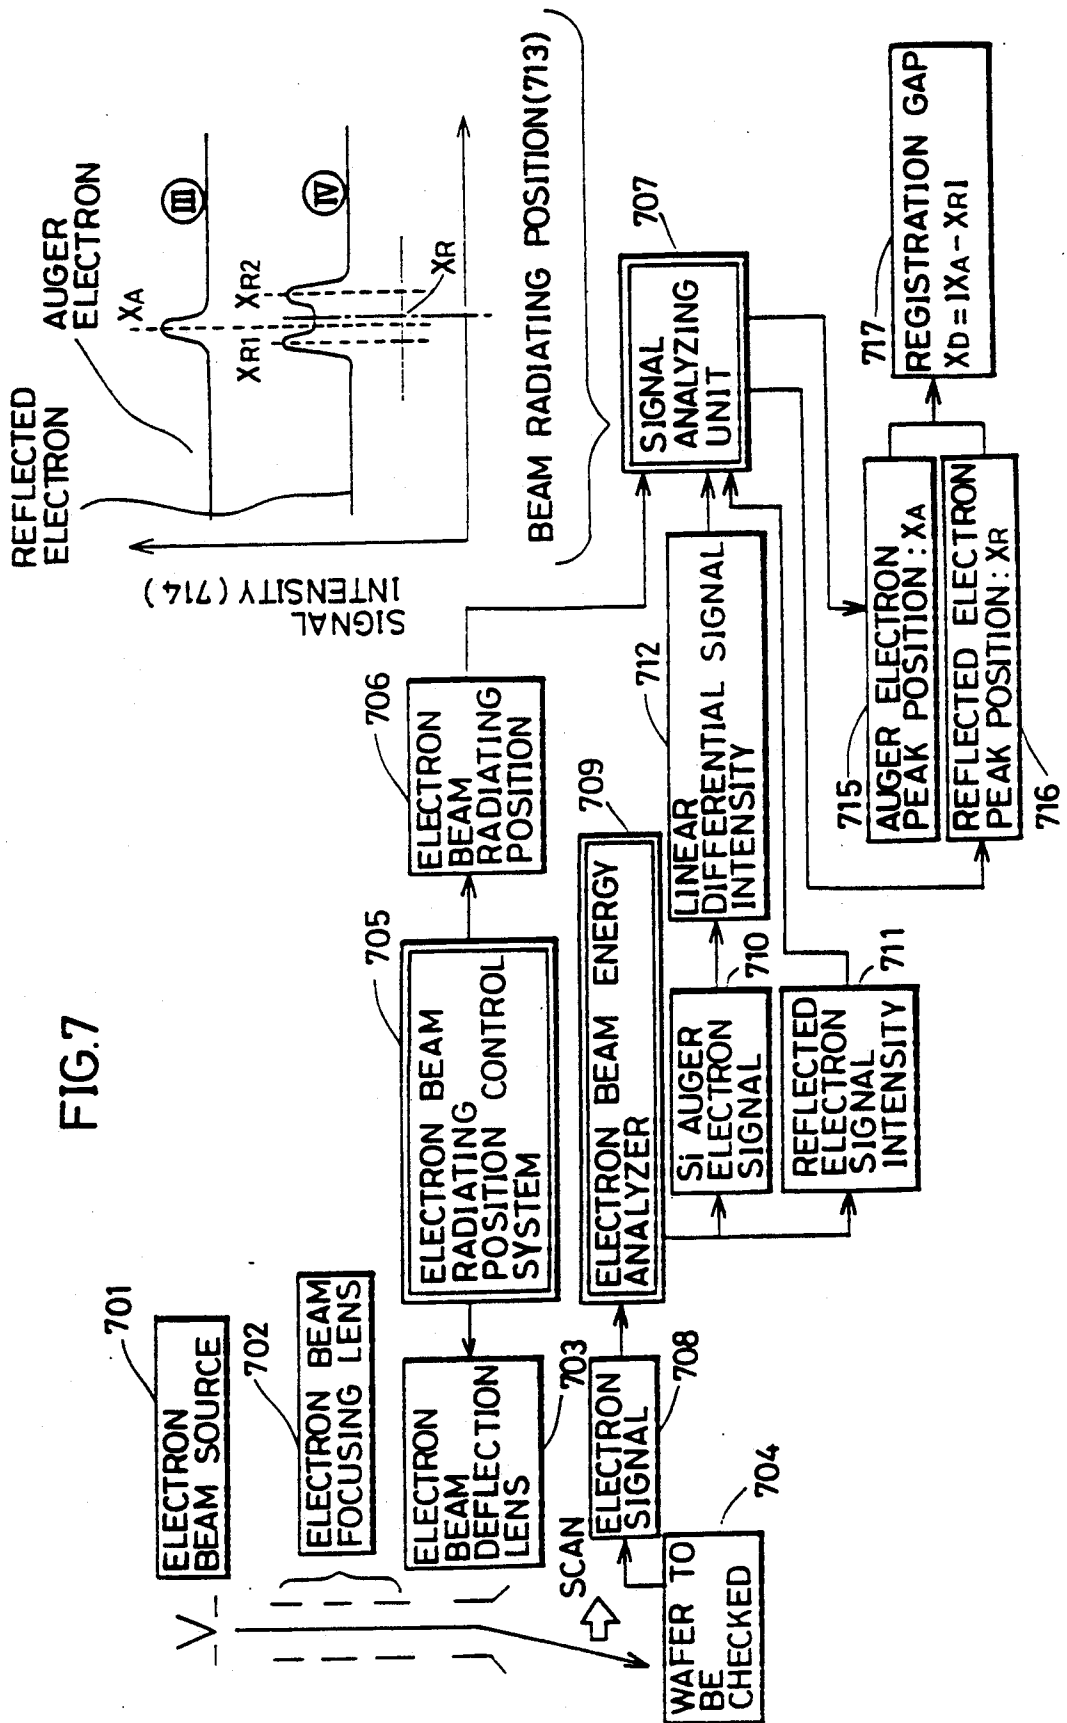 FIG.7
701
ELECTRON
BEAM SOURCE
702
ELECTRON BEAM
FOCUSING LENS
ELECTRON
BEAM
DEFLECTION
LENS
703
705
ELECTRON BEAM
RADIATING
POSITION CONTROL
SYSTEM
706
ELECTRON
BEAM
RADIATING
POSITION
SCAN
WAFER TO
BE
CHECKED
704
ELECTRON
SIGNAL
708
ELECTRON BEAM ENERGY
ANALYZER
709
Si AUGER
ELECTRON
SIGNAL
710
REFLECTED
ELECTRON
SIGNAL
INTENSITY
711
712
LINEAR
DIFFERENTIAL SIGNAL
INTENSITY
SIGNAL
ANALYZING
UNIT
707
715
AUGER ELECTRON
PEAK POSITION : XA
REFLECTED ELECTRON
PEAK POSITION : XR
716
717
REGISTRATION GAP
XD = IXA - XRI
REFLECTED
ELECTRON
AUGER
ELECTRON
XA
III
XR1
XR2
IV
XR
SIGNAL
INTENSITY (714)
BEAM RADIATING POSITION(713)